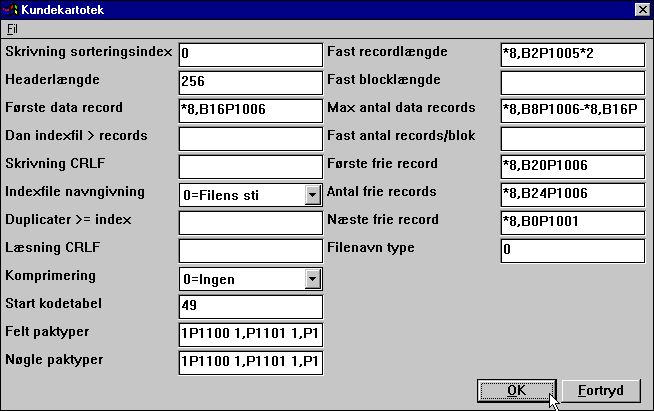 Kundekartotek
Fil
Skrivning sorteringsindex 0 Fast recordlængde *8,B2P1005*2
Headerlængde 256 Fast blocklængde
Første data record *8,B16P1006 Max antal data records *8,B8P1006-*8,B16P
Dan indexfil > records Fast antal records/blok
Skrivning CRLF Første frie record *8,B20P1006
Indexfile navngivning 0=Filens sti Antal frie records *8,B24P1006
Duplicater >= index Næste frie record *8,B0P1001
Læsning CRLF Filenavn type 0
Komprimering 0=Ingen
Start kodetabel 49
Felt paktyper 1P1100 1,P1101 1,P1
Nøgle paktyper 1P1100 1,P1101 1,P1
OK Fortryd